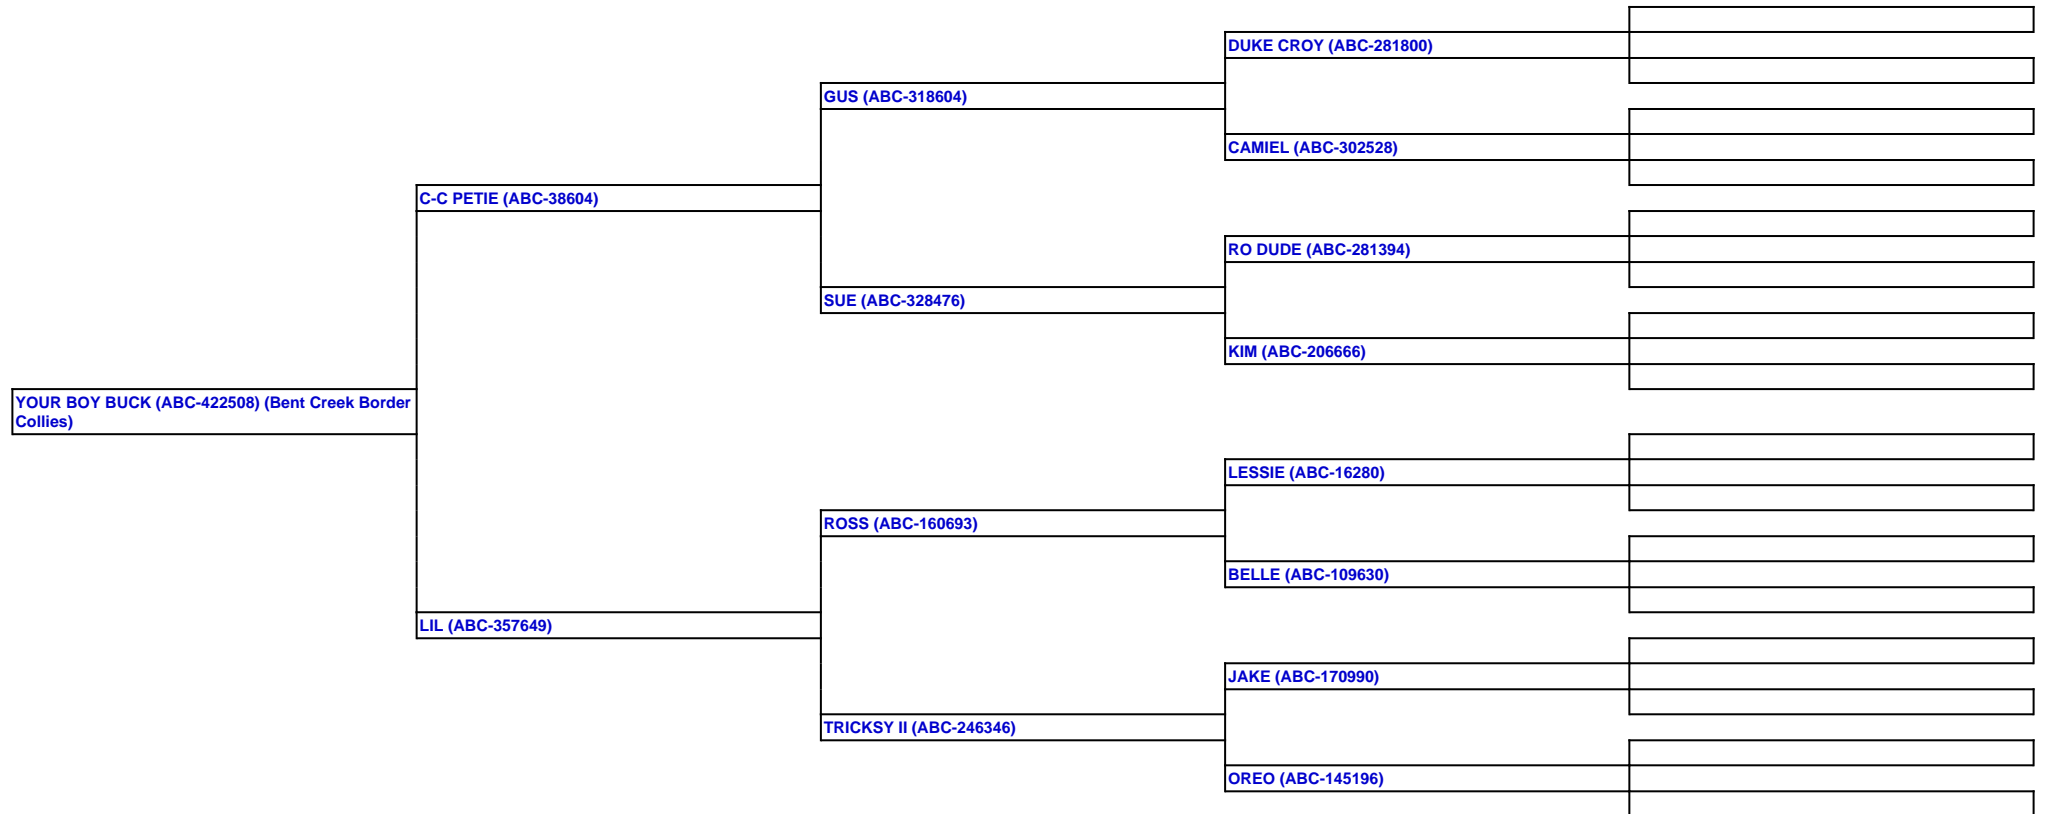 DUKE CROY (ABC-281800)
GUS (ABC-318604)
CAMIEL (ABC-302528)
C-C PETIE (ABC-38604)
RO DUDE (ABC-281394)
SUE (ABC-328476)
KIM (ABC-206666)
YOUR BOY BUCK (ABC-422508) (Bent Creek Border
Collies)
LESSIE (ABC-16280)
ROSS (ABC-160693)
BELLE (ABC-109630)
LIL (ABC-357649)
JAKE (ABC-170990)
TRICKSY II (ABC-246346)
OREO (ABC-145196)